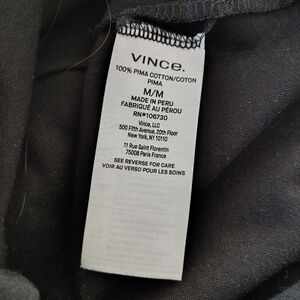 VINCE.
100% PIMA COTTON/COTON
PIMA
M/M
MADE IN PERU
FABRIQUÉ AU PÉROU
RN#106730
Vince, LLC
500 Fifth Avenue, 20th Floor
New York, NY 10110
11 Rue Saint Florentin
75008 Paris France
SEE REVERSE FOR CARE
VOIR AU VERSO POUR LES SOINS